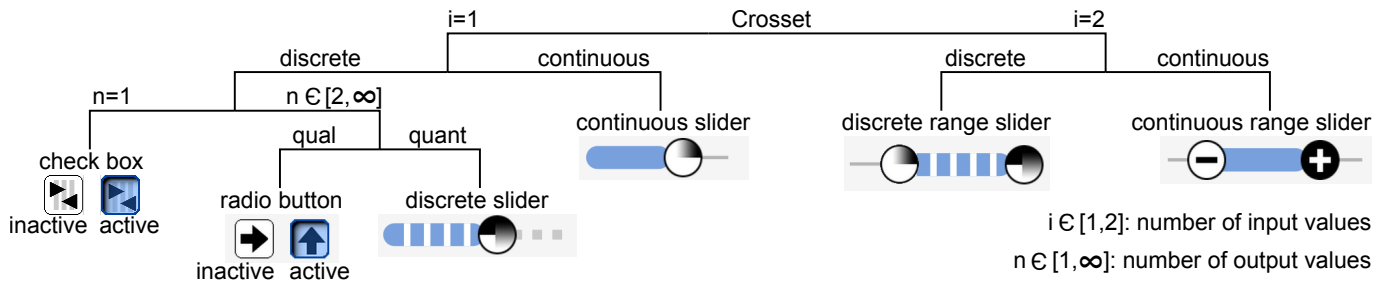 i=1 Crosset i=2
discrete continuous discrete continuous
n=1 n ϵ [2,∞]
qual quant continuous slider discrete range slider continuous range slider
check box
radio button discrete slider
inactive active
i ϵ [1,2]: number of input values
inactive active
n ϵ [1,∞]: number of output values